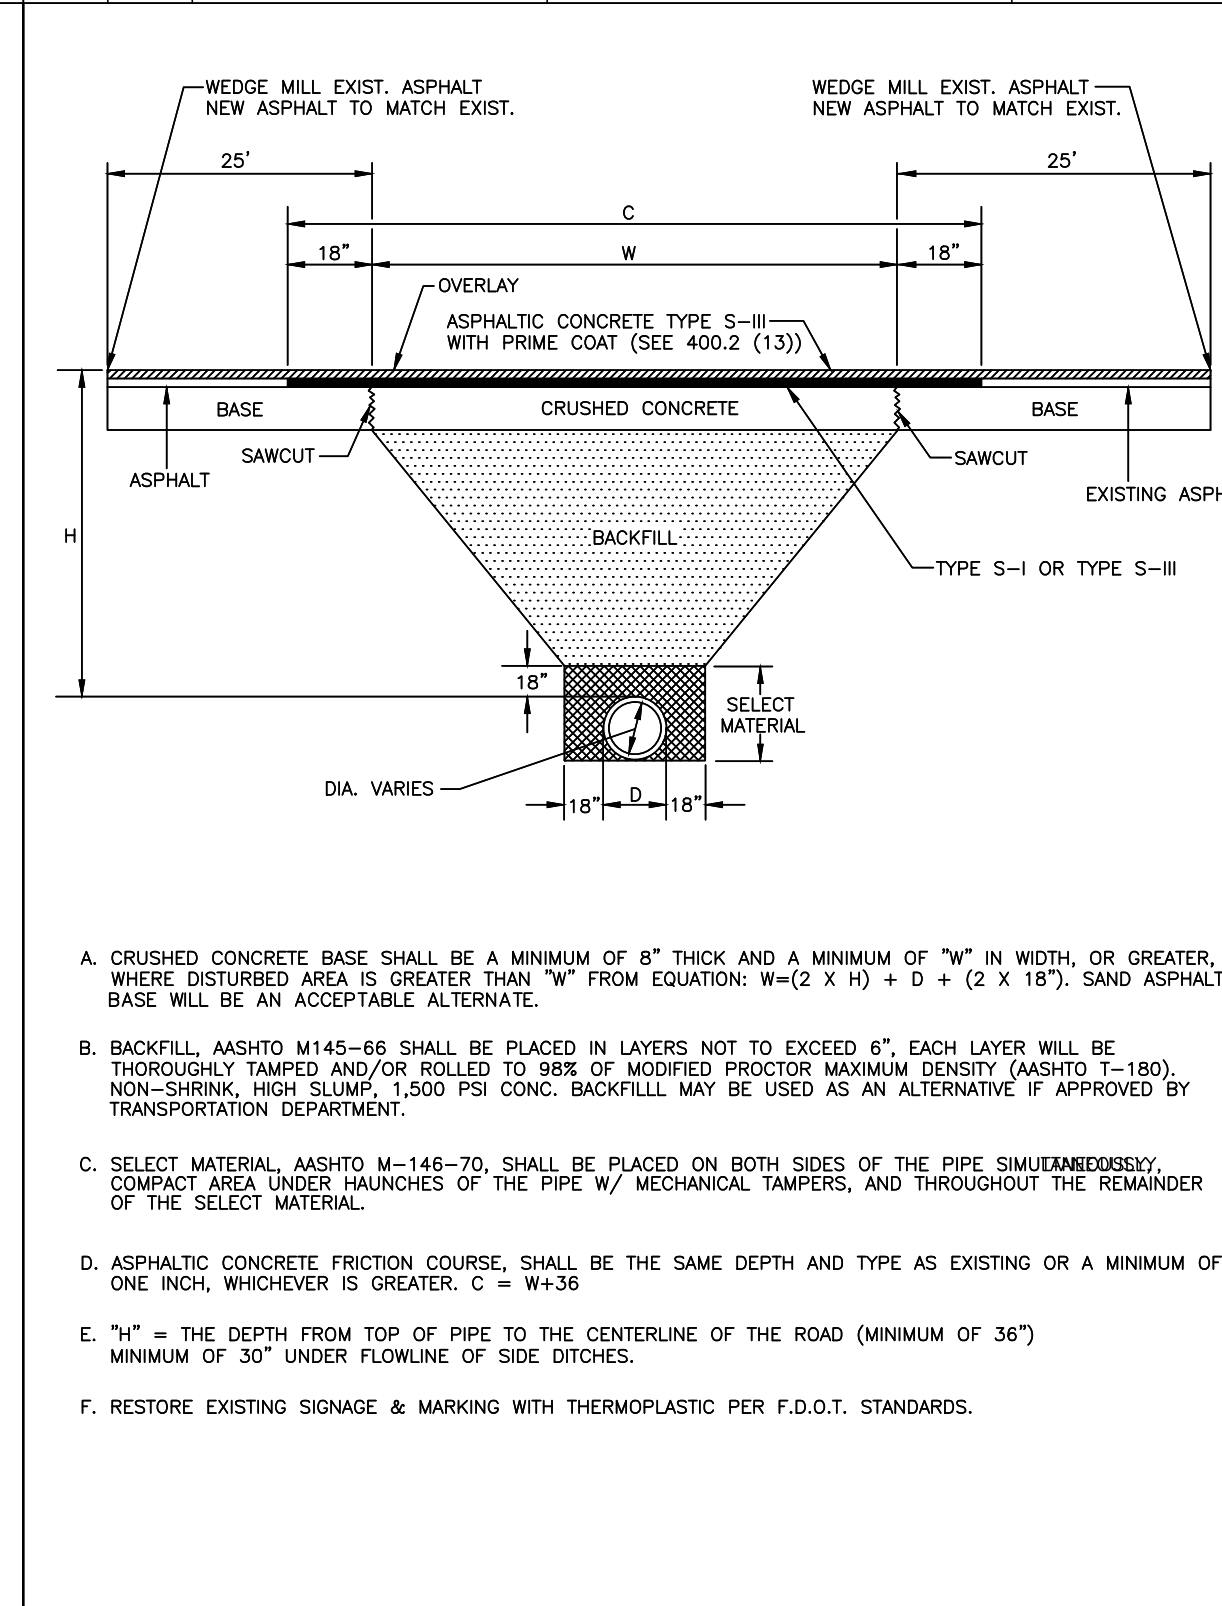 WEDGE MILL EXIST. ASPHALT
NEW ASPHALT TO MATCH EXIST.
WEDGE MILL EXIST. ASPHALT
NEW ASPHALT TO MATCH EXIST.
25'
25'
C
18"
W
18"
OVERLAY
ASPHALTIC CONCRETE TYPE S-III
WITH PRIME COAT (SEE 400.2 (13))
BASE
CRUSHED CONCRETE
BASE
SAWCUT
SAWCUT
ASPHALT
EXISTING ASPH
H
BACKFILL
TYPE S-I OR TYPE S-III
18"
SELECT
MATERIAL
DIA. VARIES
18"
D
18"
A. CRUSHED CONCRETE BASE SHALL BE A MINIMUM OF 8" THICK AND A MINIMUM OF "W" IN WIDTH, OR GREATER,
WHERE DISTURBED AREA IS GREATER THAN "W" FROM EQUATION: W=(2 X H) + D + (2 X 18"). SAND ASPHALT
BASE WILL BE AN ACCEPTABLE ALTERNATE.
B. BACKFILL, AASHTO M145-66 SHALL BE PLACED IN LAYERS NOT TO EXCEED 6", EACH LAYER WILL BE
THOROUGHLY TAMPED AND/OR ROLLED TO 98% OF MODIFIED PROCTOR MAXIMUM DENSITY (AASHTO T-180).
NON-SHRINK, HIGH SLUMP, 1,500 PSI CONC. BACKFILLL MAY BE USED AS AN ALTERNATIVE IF APPROVED BY
TRANSPORTATION DEPARTMENT.
C. SELECT MATERIAL, AASHTO M-146-70, SHALL BE PLACED ON BOTH SIDES OF THE PIPE SIMULTANEOUSLY,
COMPACT AREA UNDER HAUNCHES OF THE PIPE W/ MECHANICAL TAMPERS, AND THROUGHOUT THE REMAINDER
OF THE SELECT MATERIAL.
D. ASPHALTIC CONCRETE FRICTION COURSE, SHALL BE THE SAME DEPTH AND TYPE AS EXISTING OR A MINIMUM OF
ONE INCH, WHICHEVER IS GREATER. C = W+36
E. "H" = THE DEPTH FROM TOP OF PIPE TO THE CENTERLINE OF THE ROAD (MINIMUM OF 36")
MINIMUM OF 30" UNDER FLOWLINE OF SIDE DITCHES.
F. RESTORE EXISTING SIGNAGE & MARKING WITH THERMOPLASTIC PER F.D.O.T. STANDARDS.